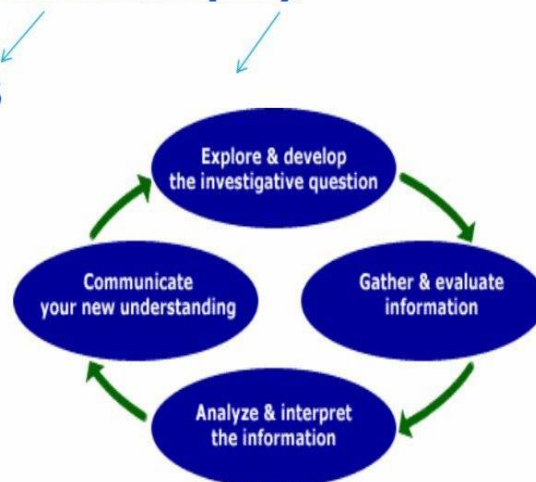 Explore & develop
the investigative question
Gather & evaluate
information
Analyze & interpret
the information
Communicate
your new understanding